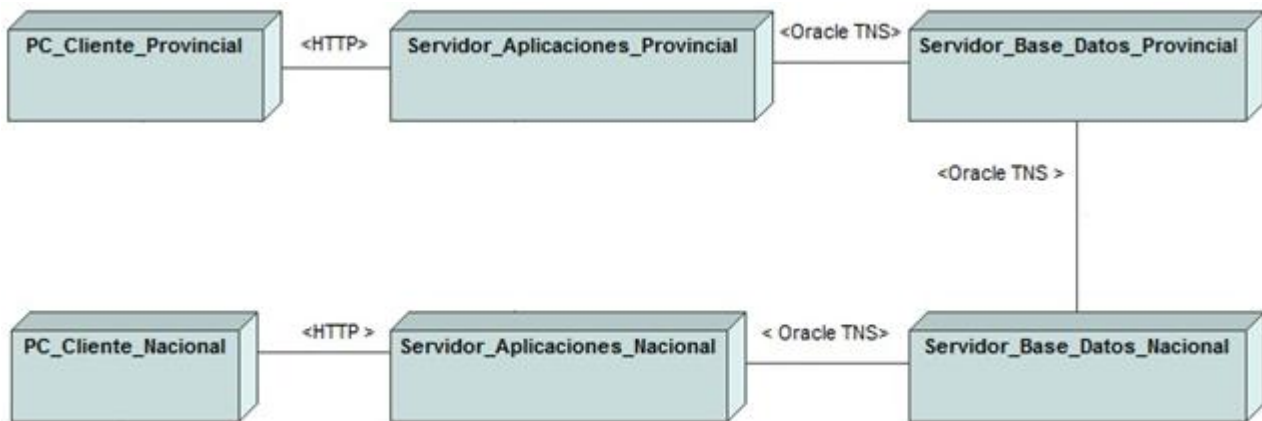 PC_Cliente_Provincial
<HTTP>
Servidor_Aplicaciones_Provincial
<Oracle TNS>
Servidor_Base_Datos_Provincial
<Oracle TNS >
PC_Cliente_Nacional
<HTTP >
Servidor_Aplicaciones_Nacional
< Oracle TNS>
Servidor_Base_Datos_Nacional